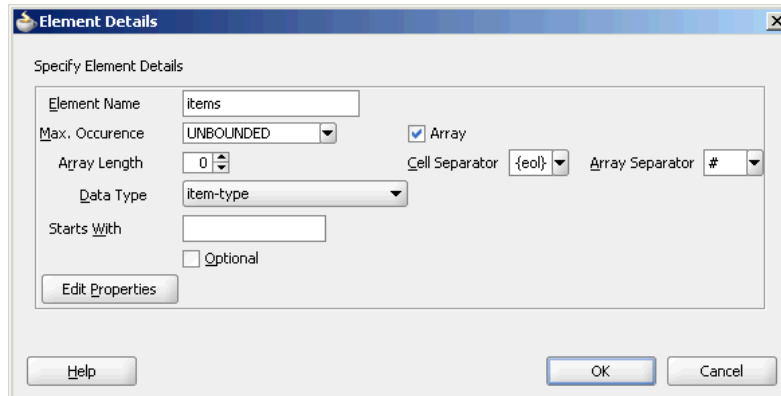 Element Details
Specify Element Details
Element Name items
Max. Occurence UNBOUNDED Array
Array Length 0 Cell Separator ${eol} Array Separator #
Data Type item-type
Starts With
Optional
Edit Properties
Help OK Cancel